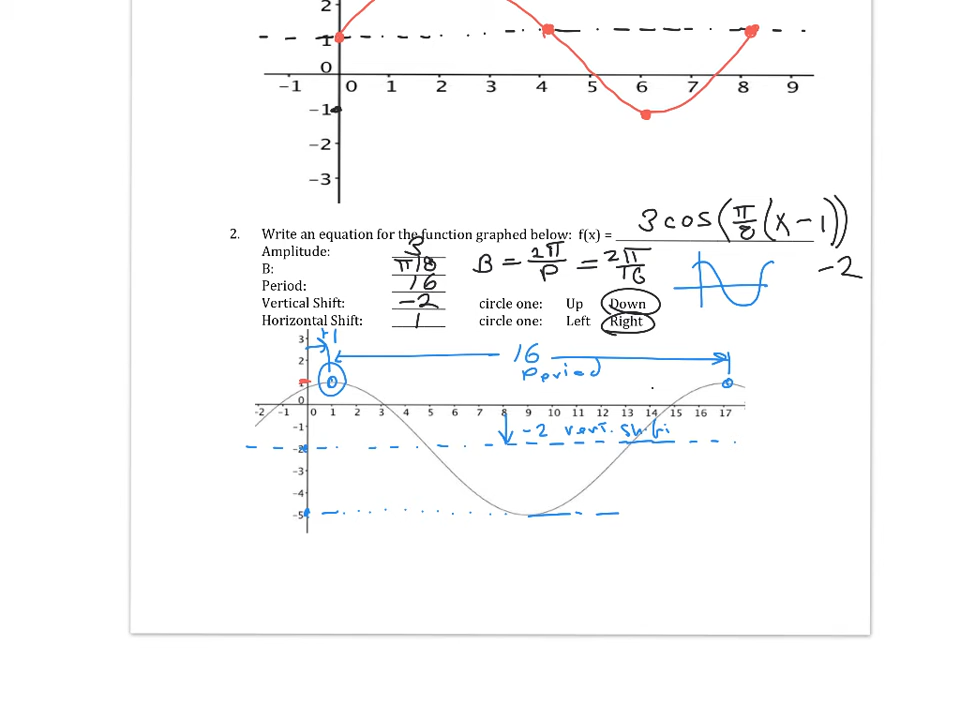 2
1
0
−1 0 1 2 3 4 5 6 7 8 9
−1
−2
−3
3 cos(π/8 (x − 1))
2. Write an equation for the function graphed below: f(x) =
− 2
Amplitude: 3
B: π/8 B = 2π/P = 2π/16
Period: 16
Vertical Shift: −2 circle one: Up Down
Horizontal Shift: 1 circle one: Left Right
+1
3
16
2
Period
1
0
-2 -1 0 1 2 3 4 5 6 7 8 9 10 11 12 13 14 15 16 17
-1
-2 vert. shift
-2
-3
-4
-5